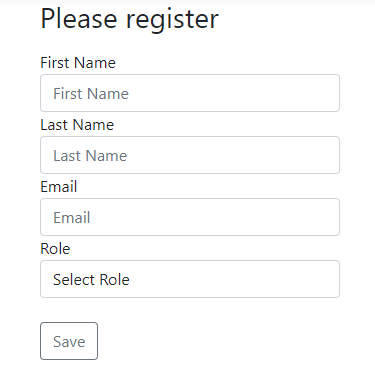 Please register
First Name
First Name
Last Name
Last Name
Email
Email
Role
Select Role
Save